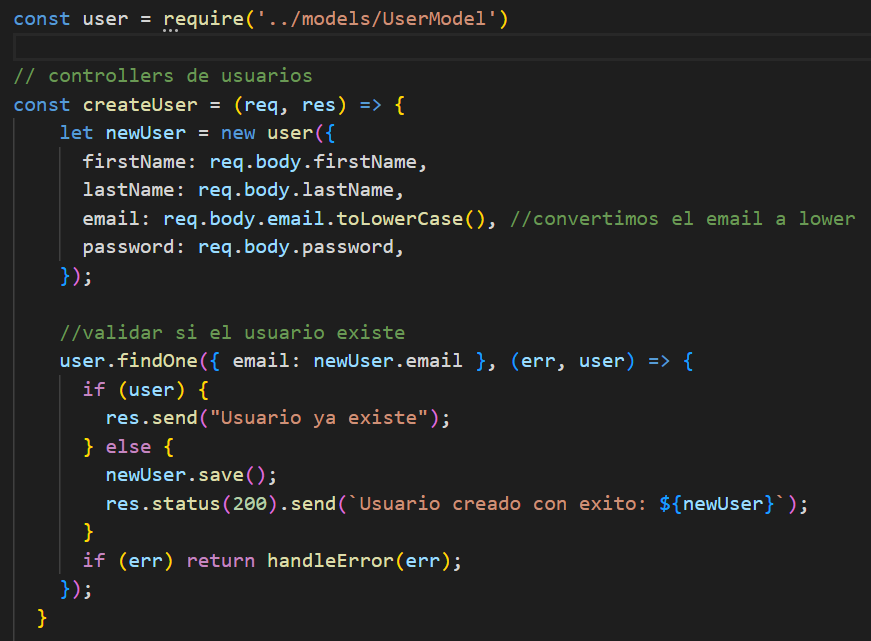 const user = require('../models/UserModel')
// controllers de usuarios
const createUser = (req, res) => {
let newUser = new user({
firstName: req.body.firstName,
lastName: req.body.lastName,
email: req.body.email.toLowerCase(), //convertimos el email a lower
password: req.body.password,
});
//validar si el usuario existe
user.findOne({ email: newUser.email }, (err, user) => {
if (user) {
res.send("Usuario ya existe");
} else {
newUser.save();
res.status(200).send(`Usuario creado con exito: ${newUser}`);
}
if (err) return handleError(err);
});
}